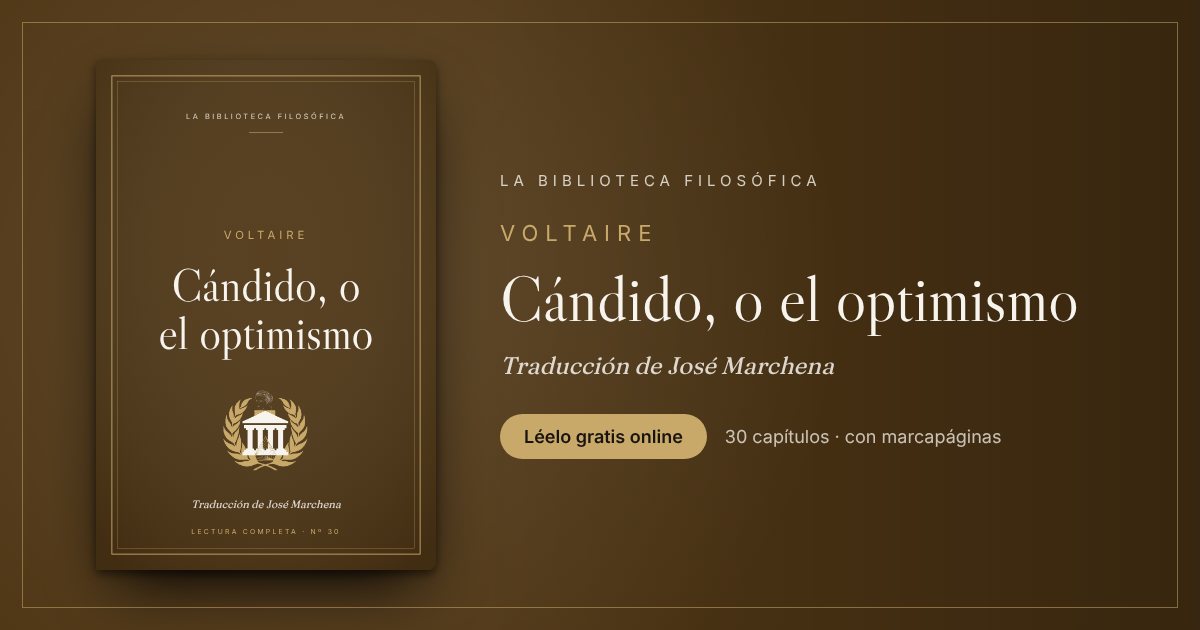 LA BIBLIOTECA FILOSÓFICA
VOLTAIRE
Cándido, o
el optimismo
Traducción de José Marchena
LECTURA COMPLETA · Nº 30
LA BIBLIOTECA FILOSÓFICA
VOLTAIRE
Cándido, o el optimismo
Traducción de José Marchena
Léelo gratis online
30 capítulos · con marcapáginas